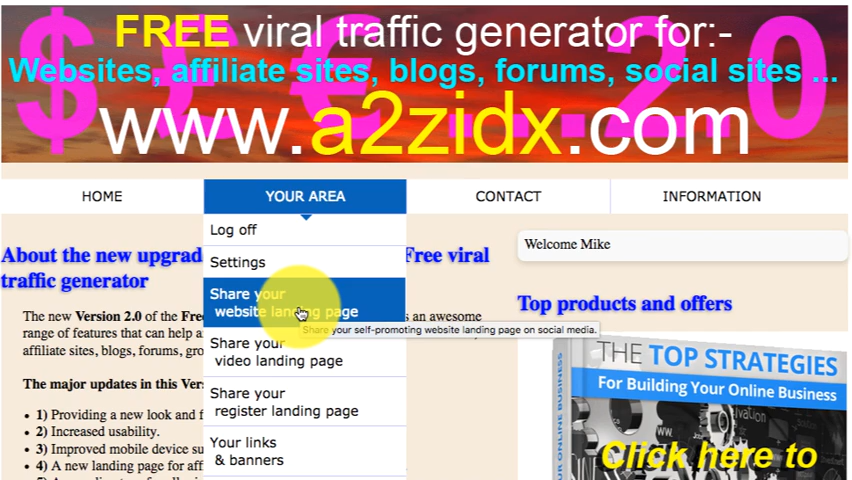 FREE viral traffic generator for:-
Websites, affiliate sites, blogs, forums, social sites ...
$ £ € ...2.0
www.a2zidx.com
HOME
YOUR AREA
CONTACT
INFORMATION
Log off
Settings
Share your
website landing page
Share your self-promoting website landing page on social media.
Share your
video landing page
Share your
register landing page
Your links
& banners
About the new upgrad
Free viral
traffic generator
The new Version 2.0 of the Fre
s an awesome
range of features that can help a
affiliate sites, blogs, forums, gro
The major updates in this Ver
1) Providing a new look and f
2) Increased usability.
3) Improved mobile device su
4) A new landing page for aff
Welcome Mike
Top products and offers
THE TOP STRATEGIES
For Building Your Online Business
UR ONLINE BUSINESS
Click here to